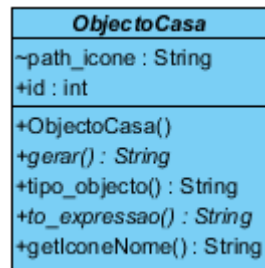 ObjectoCasa
~path_icone : String
+id : int
+ObjectoCasa()
+gerar() : String
+tipo_objecto() : String
+to_expressao() : String
+getIconeNome() : String